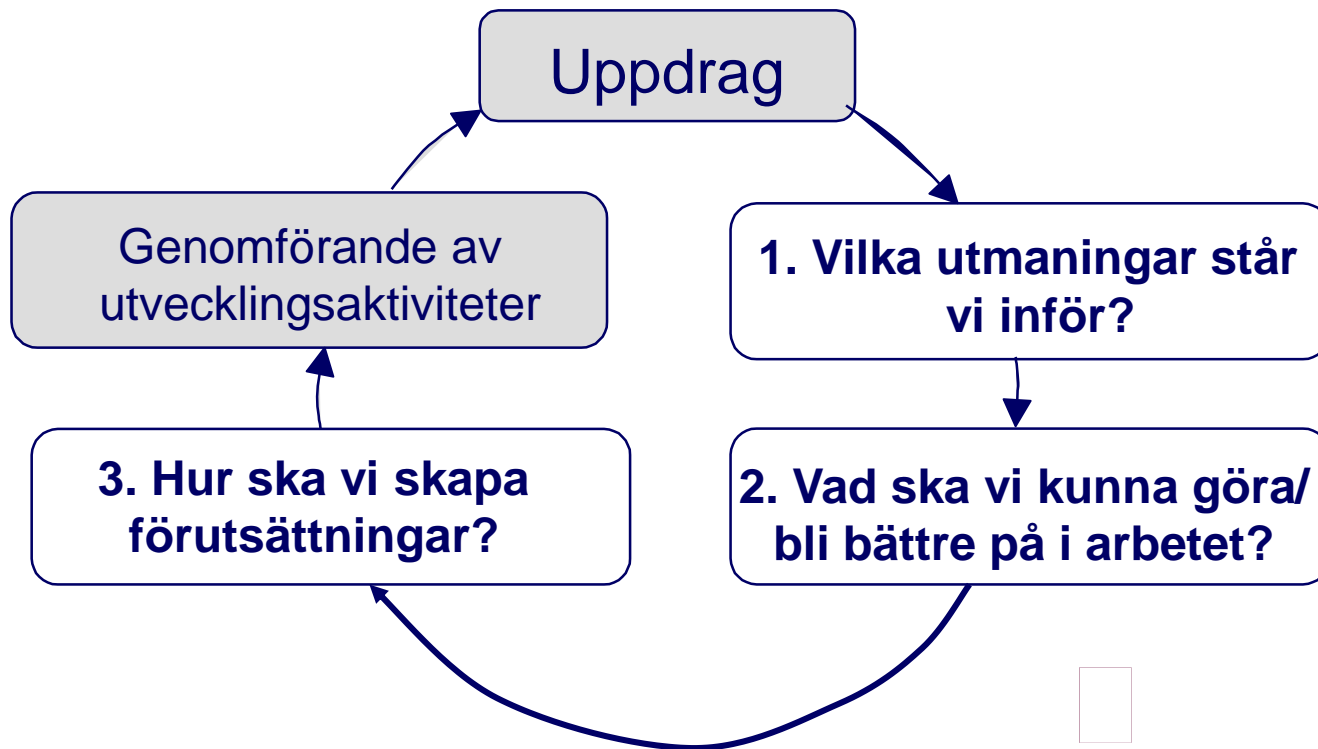 Uppdrag
1. Vilka utmaningar står
vi inför?
2. Vad ska vi kunna göra/
bli bättre på i arbetet?
3. Hur ska vi skapa
förutsättningar?
Genomförande av
utvecklingsaktiviteter